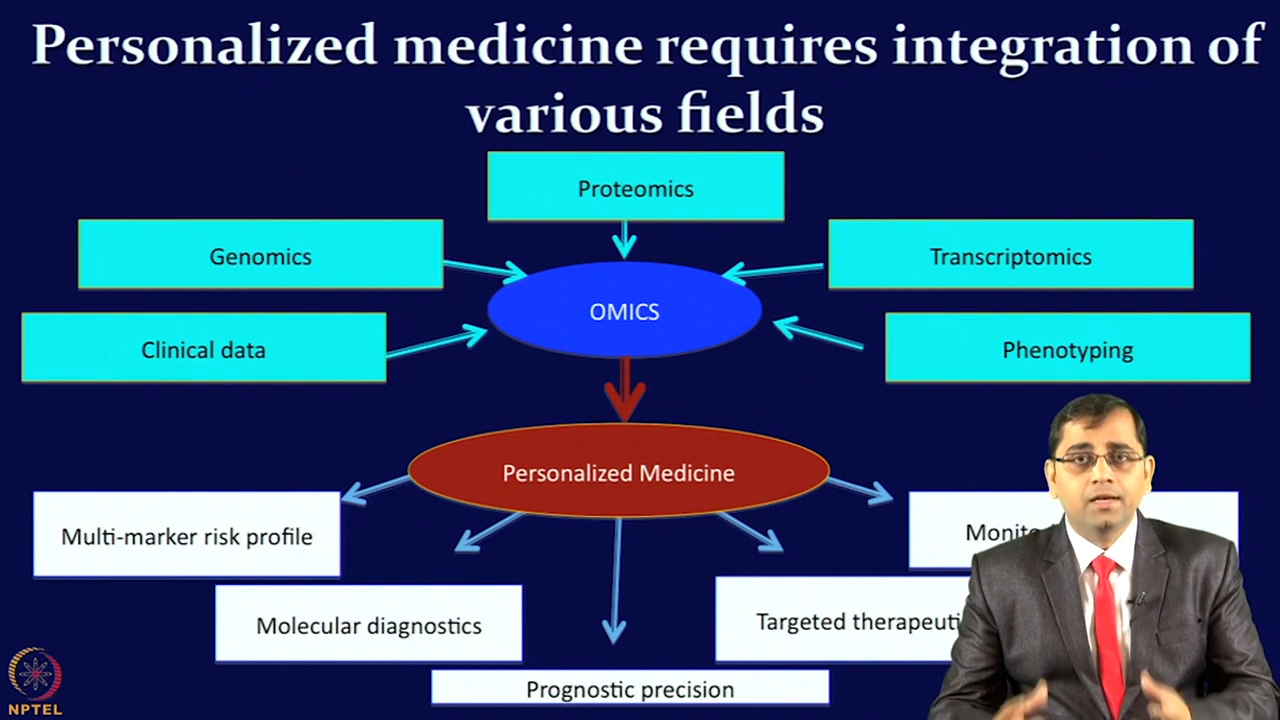 Personalized medicine requires integration of
various fields
Proteomics
Genomics
Transcriptomics
OMICS
Clinical data
Phenotyping
Personalized Medicine
Multi-marker risk profile
Molecular diagnostics
Targeted
Prognostic precision
NPTEL